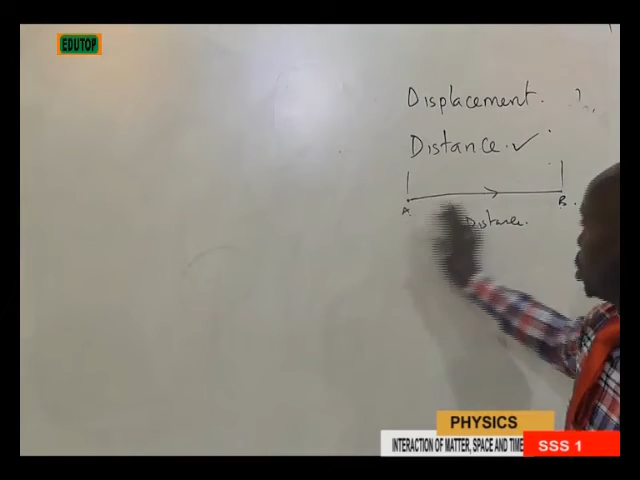 EDUTOP
Displacement.
Distance. ✓
A B.
Distance.
PHYSICS
INTERACTION OF MATTER, SPACE AND TIME
SSS 1